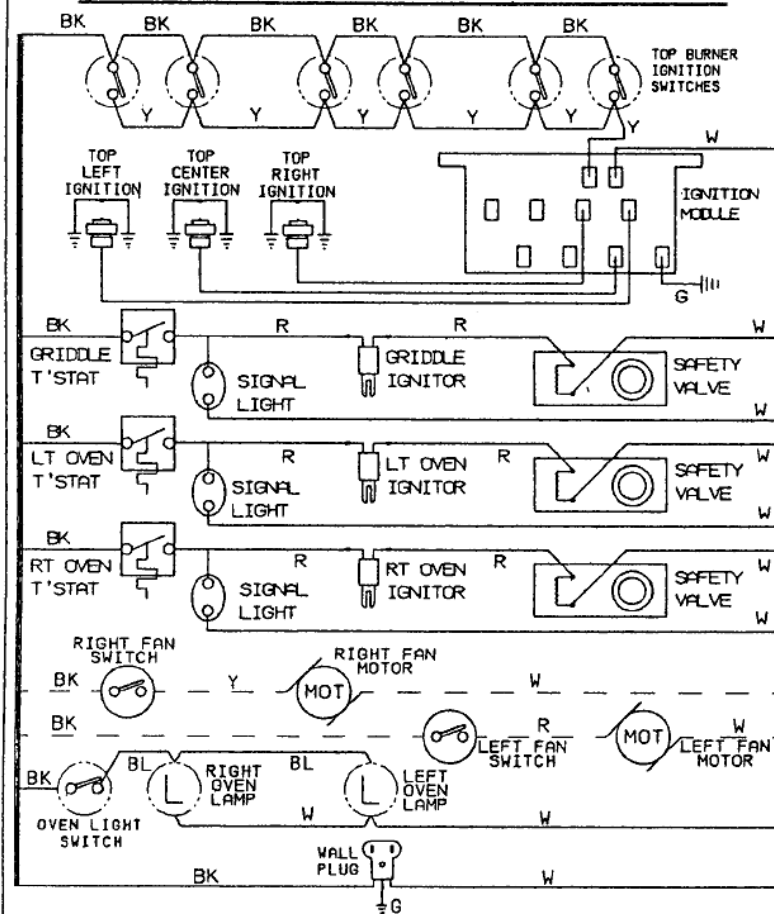 BK BK BK BK BK BK
TOP BURNER
IGNITION
SWITCHES
Y Y Y Y Y Y
W
TOP
LEFT
IGNITION
TOP
CENTER
IGNITION
TOP
RIGHT
IGNITION
IGNITION
MODULE
G
BK R R W
GRIDDLE
T'STAT
SIGNAL
LIGHT
GRIDDLE
IGNITOR
SAFETY
VALVE
W
BK R R W
LT OVEN
T'STAT
SIGNAL
LIGHT
LT OVEN
IGNITOR
SAFETY
VALVE
W
BK R R W
RT OVEN
T'STAT
SIGNAL
LIGHT
RT OVEN
IGNITOR
SAFETY
VALVE
W
RIGHT FAN
SWITCH
RIGHT FAN
MOTOR
BK Y MOT W
BK R MOT W
LEFT FAN
SWITCH
LEFT FAN
MOTOR
BK BL L BL L
RIGHT
OVEN
LAMP
LEFT
OVEN
LAMP
OVEN LIGHT
SWITCH
W W
WALL
PLUG
BK W
G